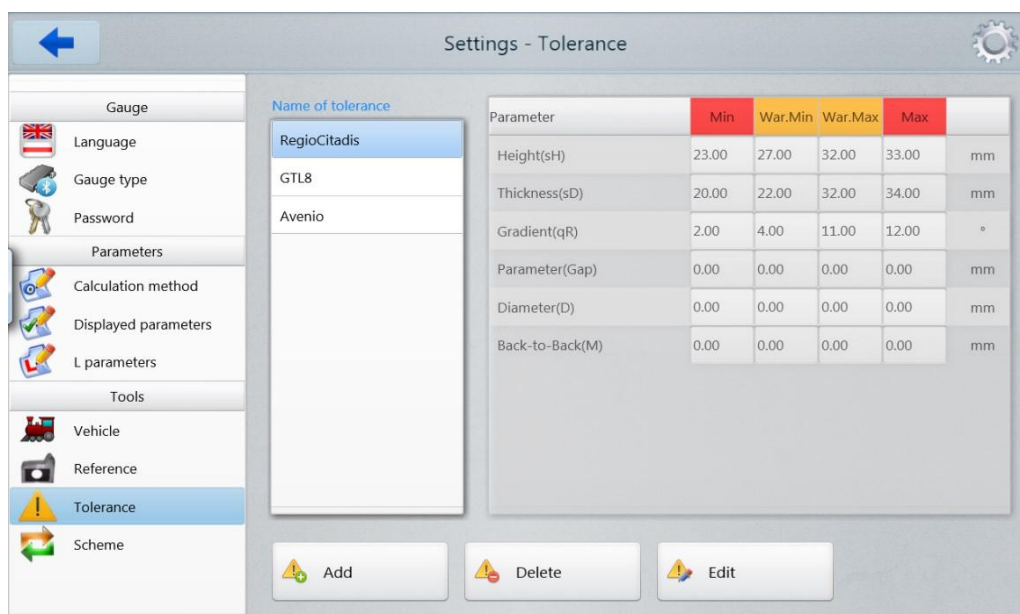 Settings - Tolerance
Gauge
Language
Gauge type
Password
Parameters
Calculation method
Displayed parameters
L parameters
Tools
Vehicle
Reference
Tolerance
Scheme
Name of tolerance
RegioCitadis
GTL8
Avenio
Parameter Min War.Min War.Max Max
Height(sH) 23.00 27.00 32.00 33.00 mm
Thickness(sD) 20.00 22.00 32.00 34.00 mm
Gradient(qR) 2.00 4.00 11.00 12.00 °
Parameter(Gap) 0.00 0.00 0.00 0.00 mm
Diameter(D) 0.00 0.00 0.00 0.00 mm
Back-to-Back(M) 0.00 0.00 0.00 0.00 mm
Add Delete Edit